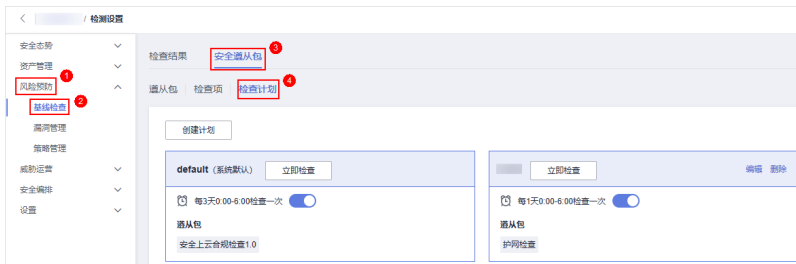 / 检测设置
安全态势
资产管理
风险预防
1
基线检查
2
漏洞管理
策略管理
威胁运营
安全编排
设置
检查结果
安全遵从包
3
遵从包
检查项
检查计划
4
创建计划
default（系统默认）
立即检查
每3天0:00-6:00检查一次
遵从包
安全上云合规检查1.0
立即检查
编辑
删除
每1天0:00-6:00检查一次
遵从包
护网检查